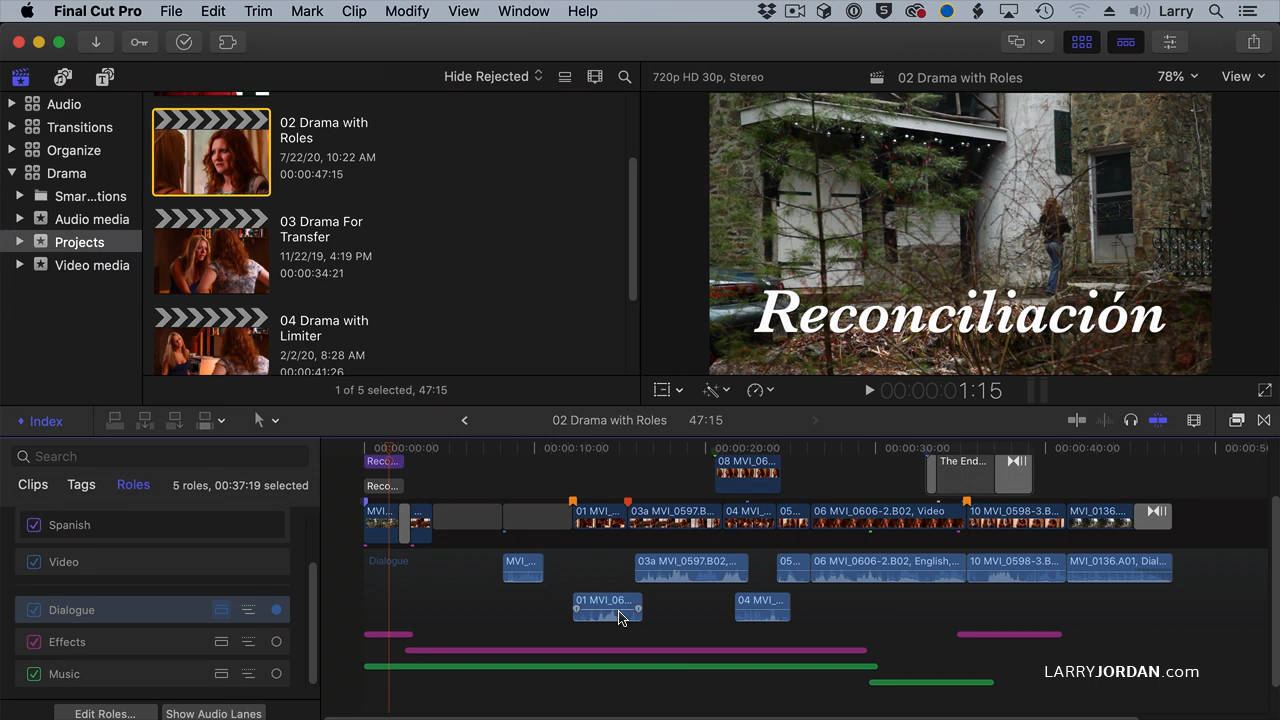 Final Cut Pro File Edit Trim Mark Clip Modify View Window Help Larry
Hide Rejected 720p HD 30p, Stereo 02 Drama with Roles 78% View
Audio
Transitions
Organize
Drama
Smar...tions
Audio media
Projects
Video media
02 Drama with
Roles
7/22/20, 10:22 AM
00:00:47:15
03 Drama For
Transfer
11/22/19, 4:19 PM
00:00:34:21
04 Drama with
Limiter
2/2/20, 8:28 AM
00:00:41:26
1 of 5 selected, 47:15
Reconciliación
00:00:01:15
Index 02 Drama with Roles 47:15
Search
Clips Tags Roles 5 roles, 00:37:19 selected
Spanish
Video
Dialogue
Effects
Music
Edit Roles... Show Audio Lanes
00:00:00:00 00:00:10:00 00:00:20:00 00:00:30:00 00:00:40:00 00:00:5
Reco... 08 MVI_06... The End...
Reco...
MVI... ... 01 MVI_... 03a MVI_0597.B... 04 MVI_... 05... 06 MVI_0606-2.B02, Video 10 MVI_0598-3.B... MVI_0136....
Dialogue MVI_... 03a MVI_0597.B02,... 05... 06 MVI_0606-2.B02, English,... 10 MVI_0598-3.B... MVI_0136.A01, Dial...
01 MVI_06... 04 MVI_...
LARRYJORDAN.com